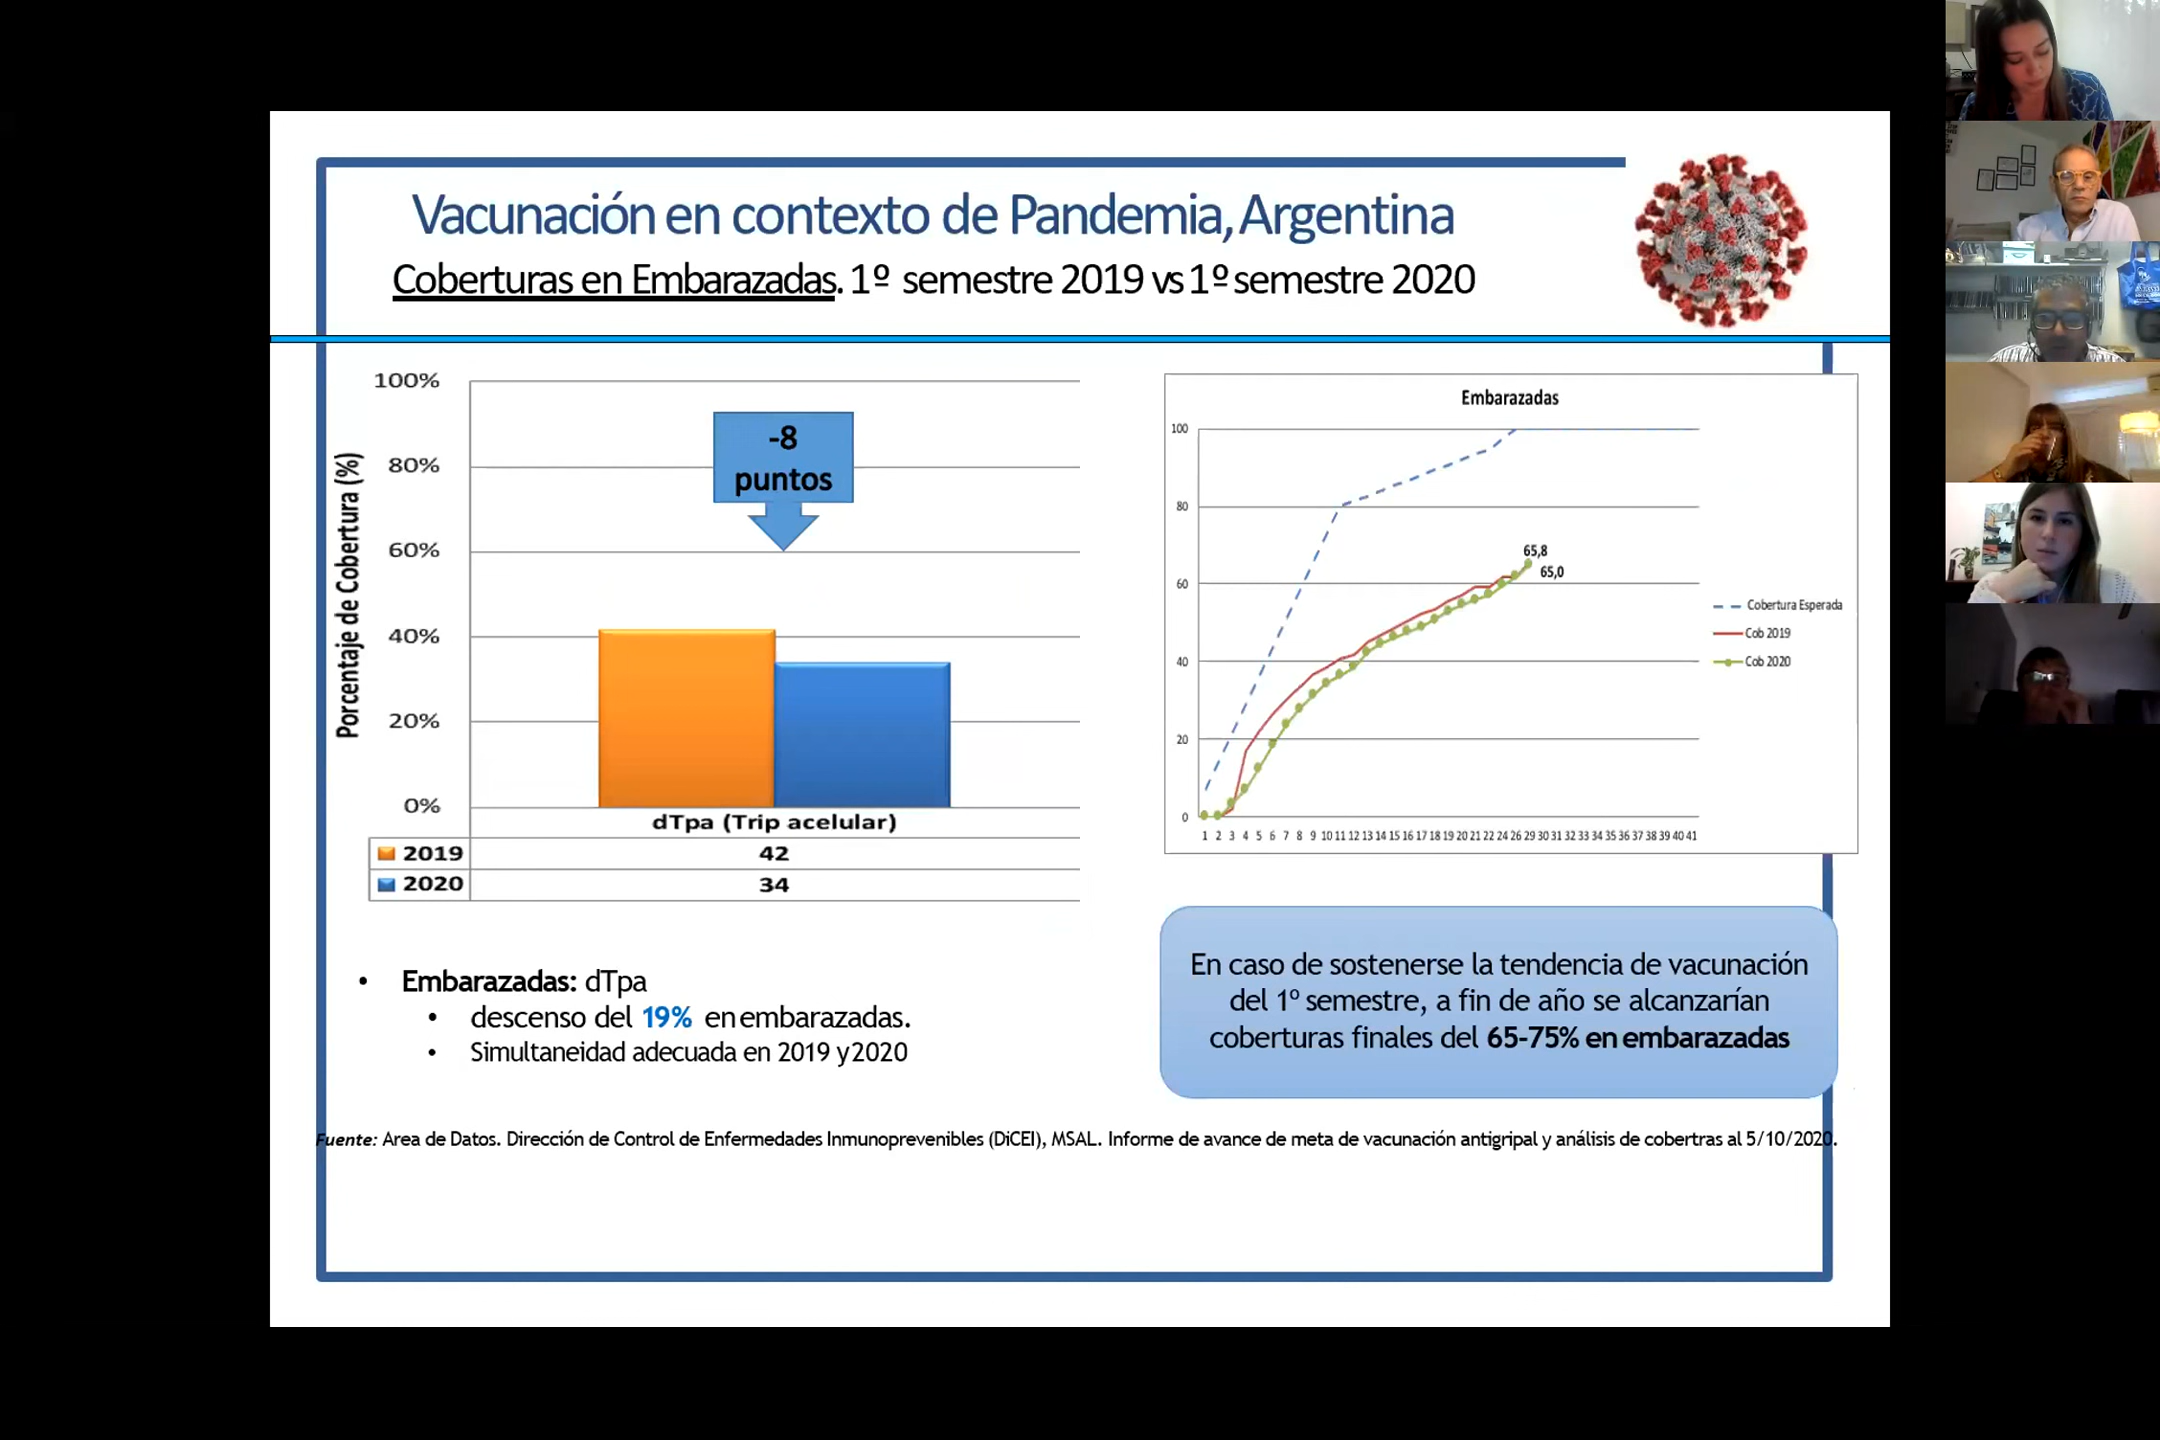 Vacunación en contexto de Pandemia, Argentina
Coberturas en Embarazadas. 1º semestre 2019 vs 1º semestre 2020
Porcentaje de Cobertura (%)
100%
80%
60%
40%
20%
0%
-8
puntos
dTpa (Trip acelular)
2019 42
2020 34
Embarazadas
100
80
60
40
20
0
65,8
65,0
1 2 3 4 5 6 7 8 9 10 11 12 13 14 15 16 17 18 19 20 21 22 24 26 29 30 31 32 33 34 35 36 37 38 39 40 41
Cobertura Esperada
Cob 2019
Cob 2020
• Embarazadas: dTpa
• descenso del 19% en embarazadas.
• Simultaneidad adecuada en 2019 y 2020
En caso de sostenerse la tendencia de vacunación
del 1º semestre, a fin de año se alcanzarían
coberturas finales del 65-75% en embarazadas
Fuente: Area de Datos. Dirección de Control de Enfermedades Inmunoprevenibles (DiCEI), MSAL. Informe de avance de meta de vacunación antigripal y análisis de cobertras al 5/10/2020.